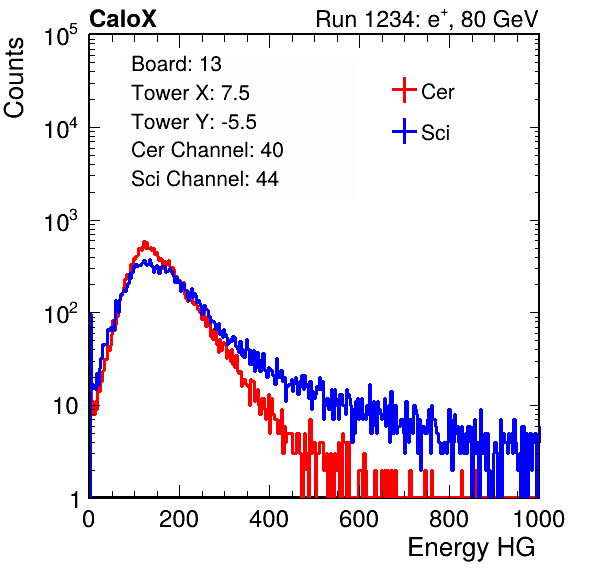 CaloX Run 1234: e⁺, 80 GeV
Counts
10⁵
10⁴
10³
10²
10
1
Board: 13
Tower X: 7.5
Tower Y: -5.5
Cer Channel: 40
Sci Channel: 44
Cer
Sci
0 200 400 600 800 1000
Energy HG